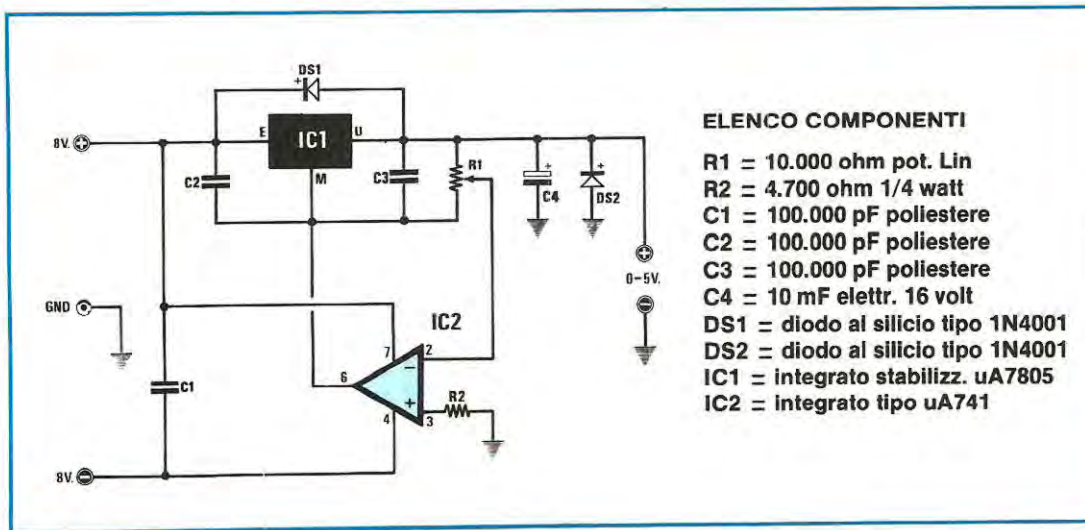 DS1
8V.
E
IC1
U
M
C2
C3
R1
C4
DS2
0-5V.
GND
IC2
7
2
6
C1
4
3
R2
8V.
ELENCO COMPONENTI
R1 = 10.000 ohm pot. Lin
R2 = 4.700 ohm 1/4 watt
C1 = 100.000 pF poliestere
C2 = 100.000 pF poliestere
C3 = 100.000 pF poliestere
C4 = 10 mF elettr. 16 volt
DS1 = diodo al silicio tipo 1N4001
DS2 = diodo al silicio tipo 1N4001
IC1 = integrato stabilizz. uA7805
IC2 = integrato tipo uA741